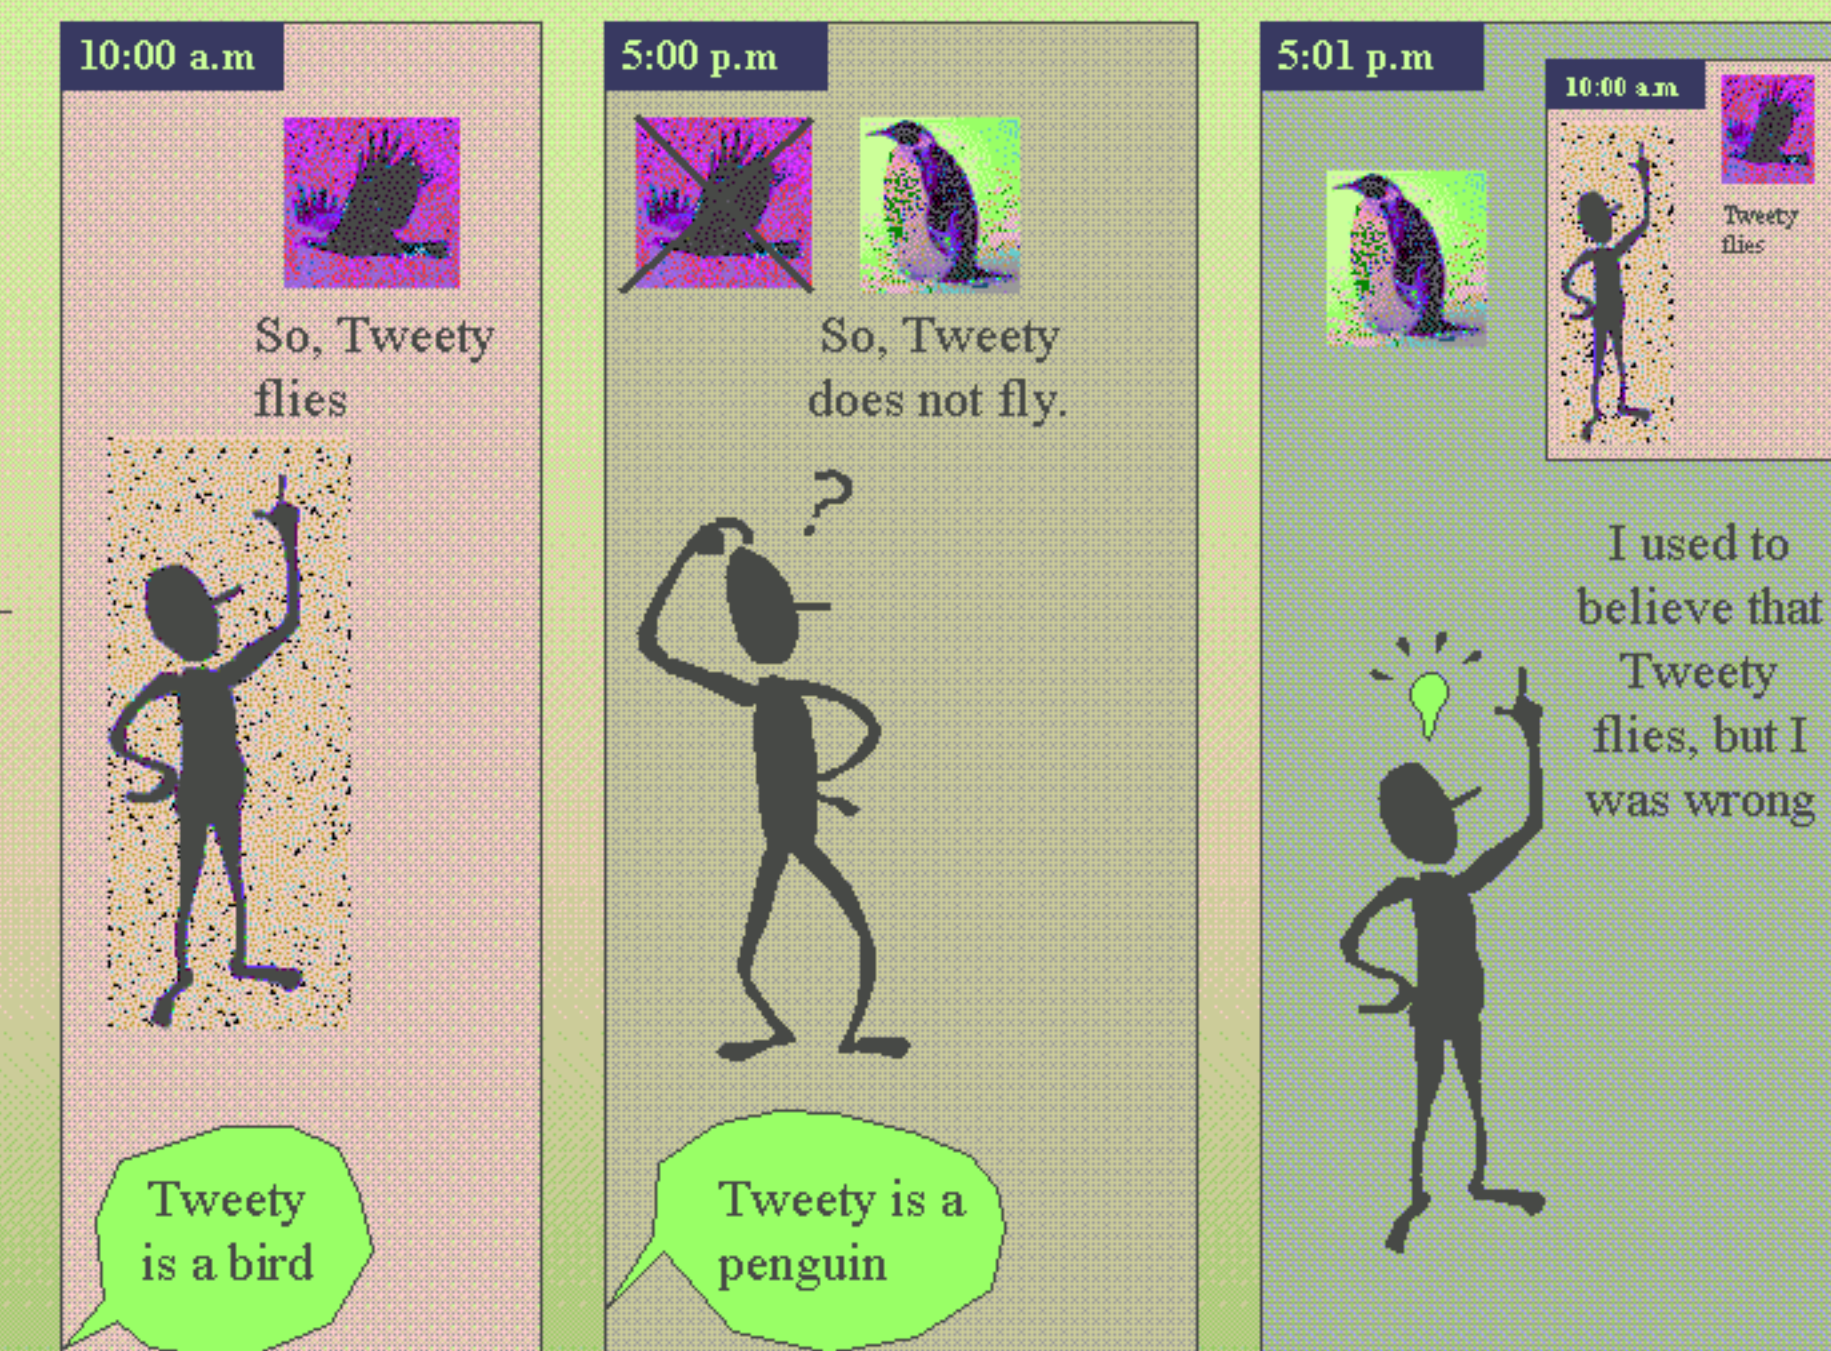 10:00 a.m
So, Tweety
flies
Tweety
is a bird
5:00 p.m
So, Tweety
does not fly.
?
Tweety is a
penguin
5:01 p.m
10:00 a.m
Tweety
flies
I used to
believe that
Tweety
flies, but I
was wrong